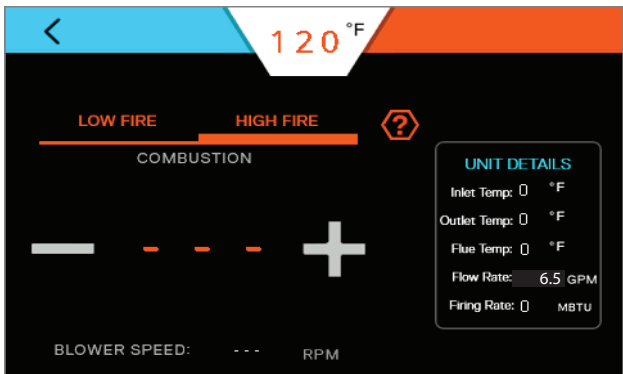 120 °F
LOW FIRE HIGH FIRE ?
COMBUSTION
- - -
BLOWER SPEED: - - - RPM
UNIT DETAILS
Inlet Temp: 0 °F
Outlet Temp: 0 °F
Flue Temp: 0 °F
Flow Rate: 6.5 GPM
Firing Rate: 0 MBTU